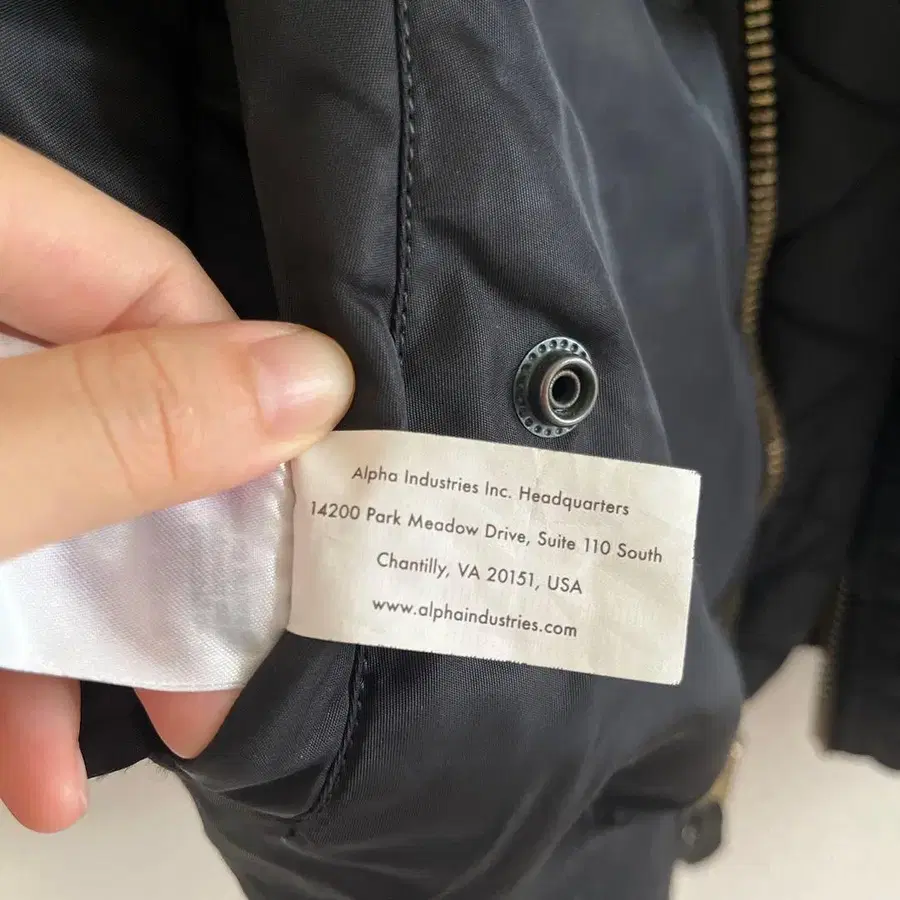 Alpha Industries Inc. Headquarters
14200 Park Meadow Drive, Suite 110 South
Chantilly, VA 20151, USA
www.alphaindustries.com